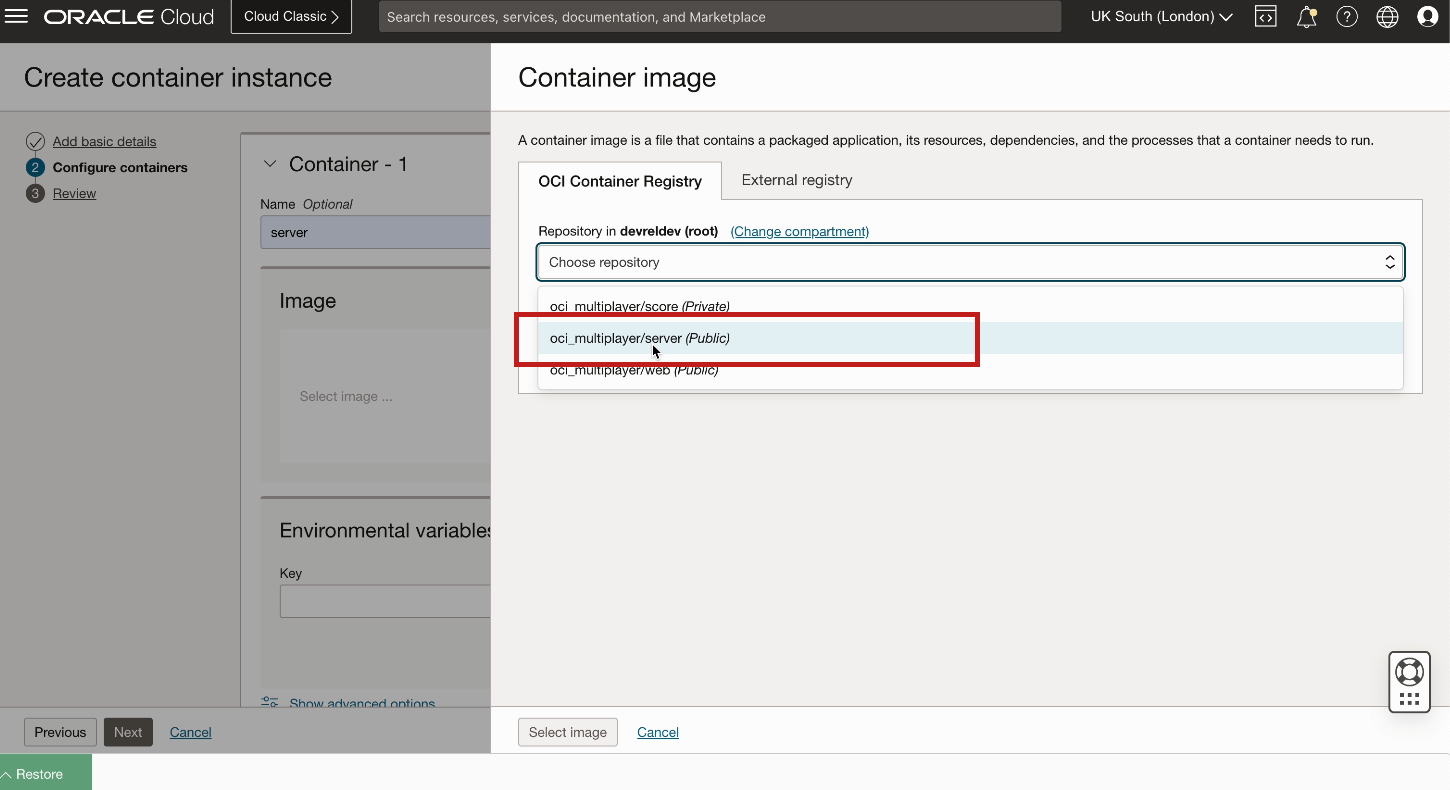 ORACLE Cloud
Cloud Classic
Search resources, services, documentation, and Marketplace
UK South (London)
Create container instance
Add basic details
2 Configure containers
3 Review
Container - 1
Name Optional
server
Image
Select image ...
Environmental variables
Key
Show advanced options
Previous
Next
Cancel
Container image
A container image is a file that contains a packaged application, its resources, dependencies, and the processes that a container needs to run.
OCI Container Registry
External registry
Repository in devreldev (root) (Change compartment)
Choose repository
oci_multiplayer/score (Private)
oci_multiplayer/server (Public)
oci_multiplayer/web (Public)
Select image
Cancel
Restore